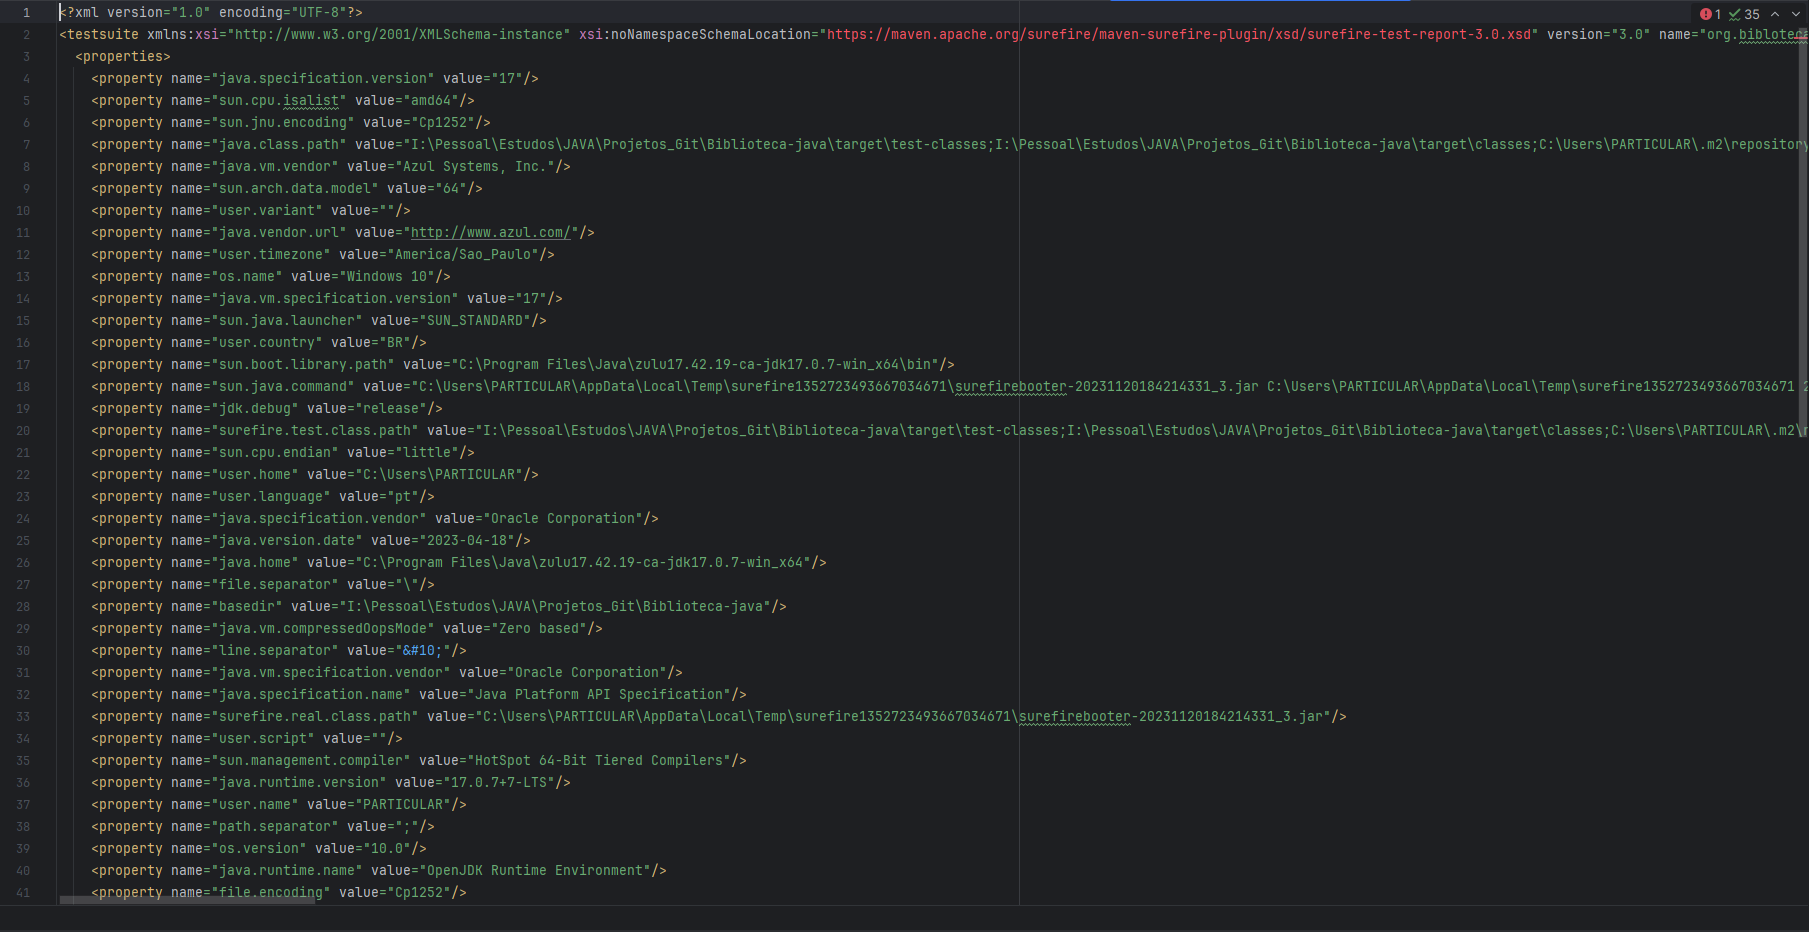 1 <?xml version="1.0" encoding="UTF-8"?> 1 35
2 <testsuite xmlns:xsi="http://www.w3.org/2001/XMLSchema-instance" xsi:noNamespaceSchemaLocation="https://maven.apache.org/surefire/maven-surefire-plugin/xsd/surefire-test-report-3.0.xsd" version="3.0" name="org.bibloteca
3 <properties>
4 <property name="java.specification.version" value="17"/>
5 <property name="sun.cpu.isalist" value="amd64"/>
6 <property name="sun.jnu.encoding" value="Cp1252"/>
7 <property name="java.class.path" value="I:\Pessoal\Estudos\JAVA\Projetos_Git\Biblioteca-java\target\test-classes;I:\Pessoal\Estudos\JAVA\Projetos_Git\Biblioteca-java\target\classes;C:\Users\PARTICULAR\.m2\repository
8 <property name="java.vm.vendor" value="Azul Systems, Inc."/>
9 <property name="sun.arch.data.model" value="64"/>
10 <property name="user.variant" value=""/>
11 <property name="java.vendor.url" value="http://www.azul.com/"/>
12 <property name="user.timezone" value="America/Sao_Paulo"/>
13 <property name="os.name" value="Windows 10"/>
14 <property name="java.vm.specification.version" value="17"/>
15 <property name="sun.java.launcher" value="SUN_STANDARD"/>
16 <property name="user.country" value="BR"/>
17 <property name="sun.boot.library.path" value="C:\Program Files\Java\zulu17.42.19-ca-jdk17.0.7-win_x64\bin"/>
18 <property name="sun.java.command" value="C:\Users\PARTICULAR\AppData\Local\Temp\surefire1352723493667034671\surefirebooter-20231120184214331_3.jar C:\Users\PARTICULAR\AppData\Local\Temp\surefire1352723493667034671 2
19 <property name="jdk.debug" value="release"/>
20 <property name="surefire.test.class.path" value="I:\Pessoal\Estudos\JAVA\Projetos_Git\Biblioteca-java\target\test-classes;I:\Pessoal\Estudos\JAVA\Projetos_Git\Biblioteca-java\target\classes;C:\Users\PARTICULAR\.m2\r
21 <property name="sun.cpu.endian" value="little"/>
22 <property name="user.home" value="C:\Users\PARTICULAR"/>
23 <property name="user.language" value="pt"/>
24 <property name="java.specification.vendor" value="Oracle Corporation"/>
25 <property name="java.version.date" value="2023-04-18"/>
26 <property name="java.home" value="C:\Program Files\Java\zulu17.42.19-ca-jdk17.0.7-win_x64"/>
27 <property name="file.separator" value="\"/>
28 <property name="basedir" value="I:\Pessoal\Estudos\JAVA\Projetos_Git\Biblioteca-java"/>
29 <property name="java.vm.compressedOopsMode" value="Zero based"/>
30 <property name="line.separator" value="&#10;"/>
31 <property name="java.vm.specification.vendor" value="Oracle Corporation"/>
32 <property name="java.specification.name" value="Java Platform API Specification"/>
33 <property name="surefire.real.class.path" value="C:\Users\PARTICULAR\AppData\Local\Temp\surefire1352723493667034671\surefirebooter-20231120184214331_3.jar"/>
34 <property name="user.script" value=""/>
35 <property name="sun.management.compiler" value="HotSpot 64-Bit Tiered Compilers"/>
36 <property name="java.runtime.version" value="17.0.7+7-LTS"/>
37 <property name="user.name" value="PARTICULAR"/>
38 <property name="path.separator" value=";"/>
39 <property name="os.version" value="10.0"/>
40 <property name="java.runtime.name" value="OpenJDK Runtime Environment"/>
41 <property name="file.encoding" value="Cp1252"/>